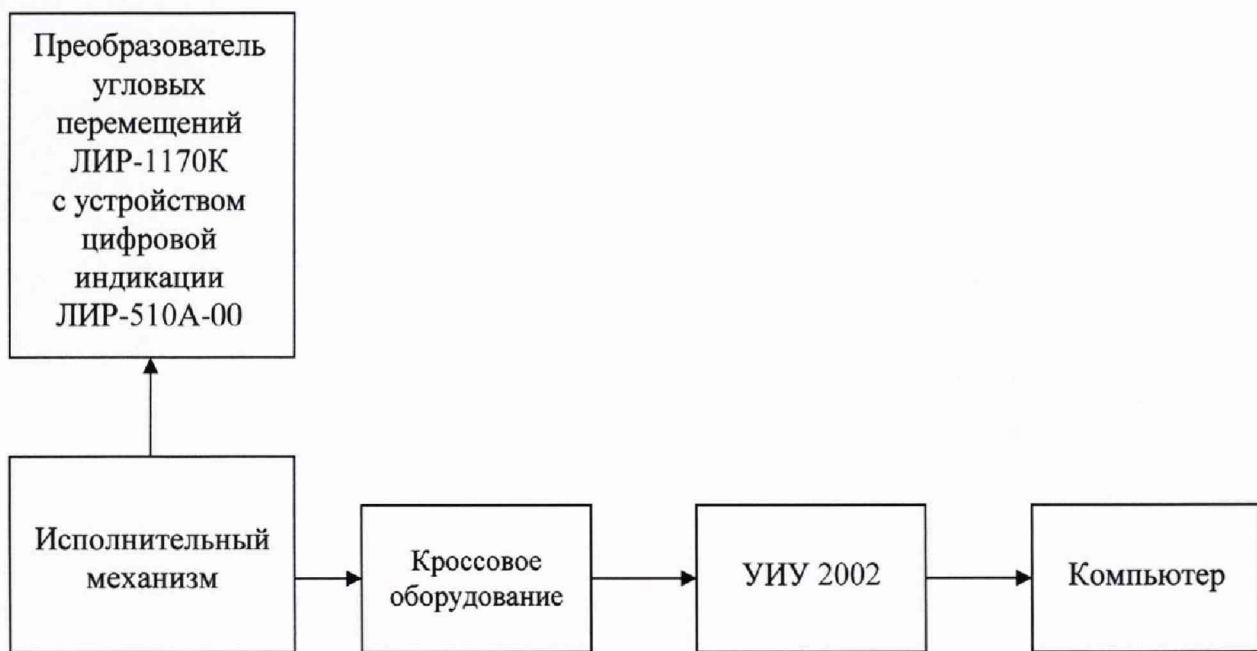 Преобразователь
угловых
перемещений
ЛИР-1170К
с устройством
цифровой
индикации
ЛИР-510А-00
Исполнительный
механизм
Кроссовое
оборудование
УИУ 2002
Компьютер